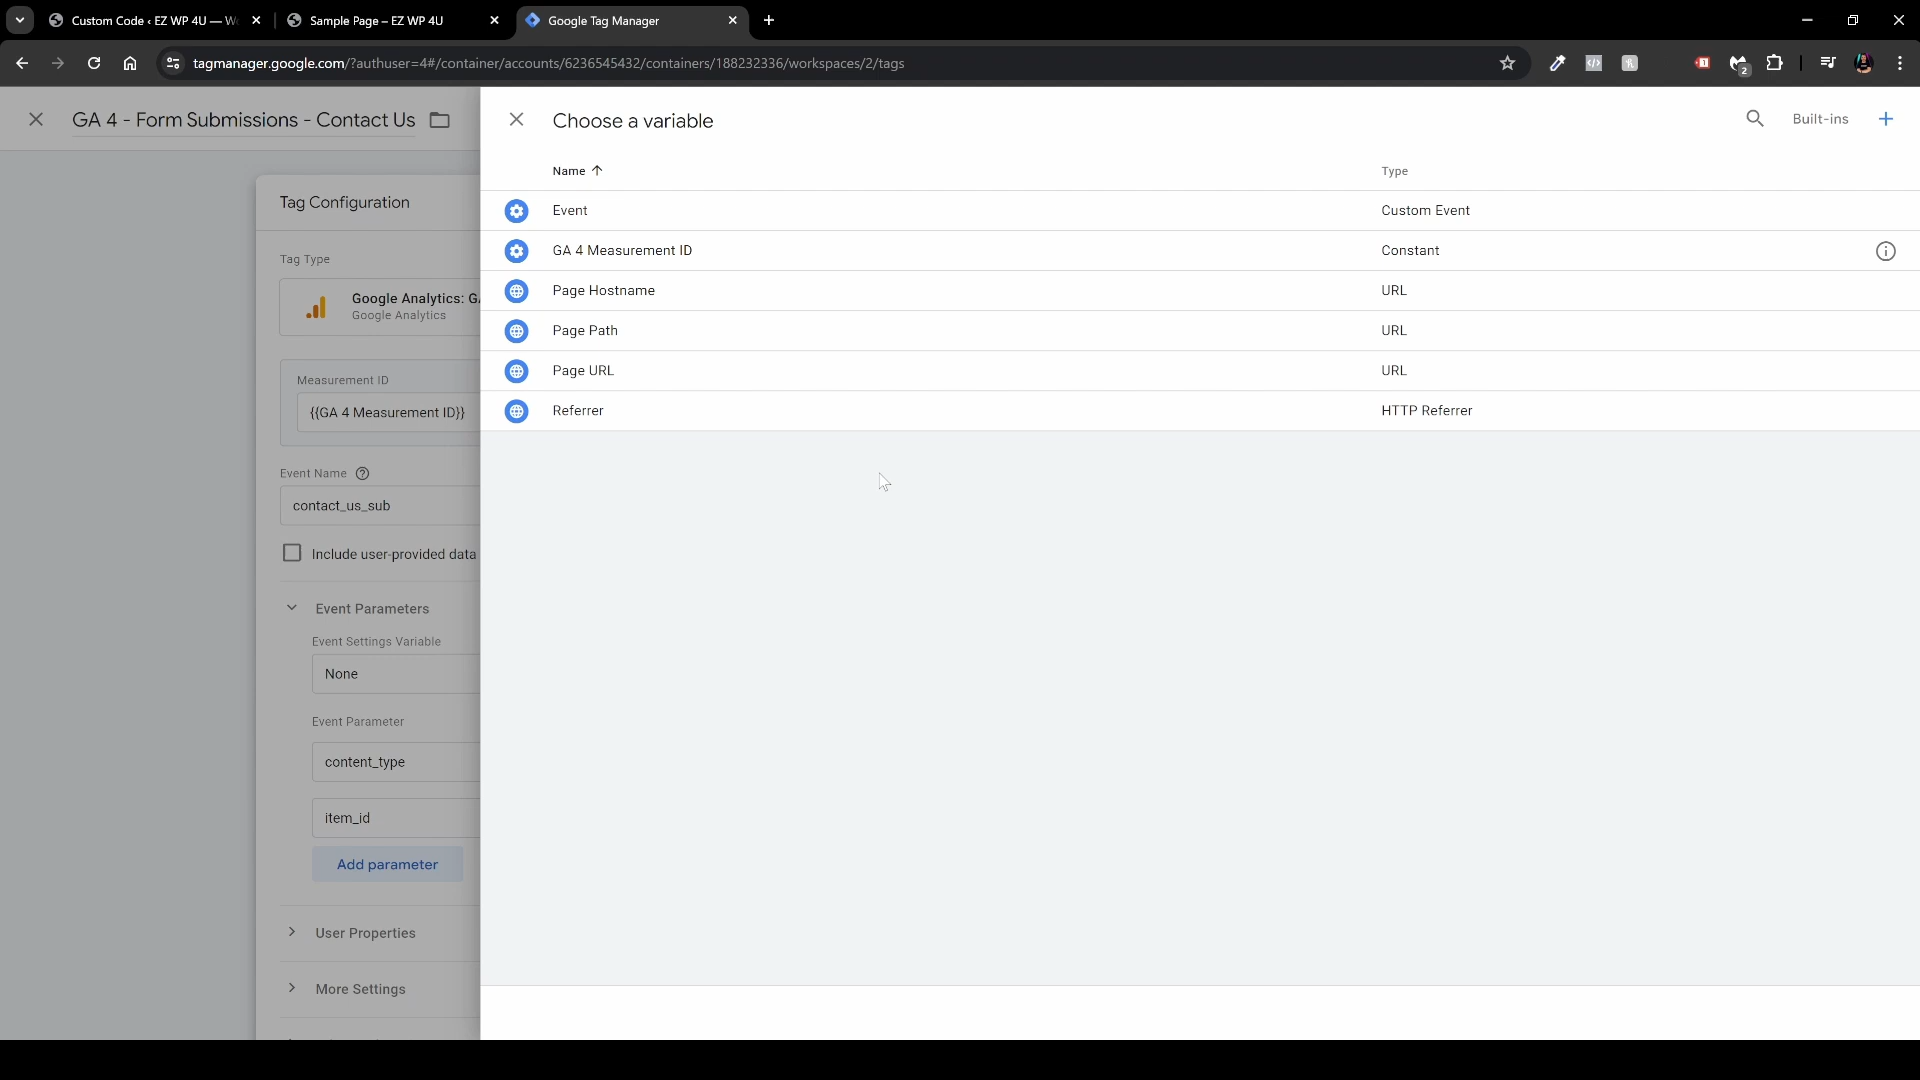 Custom Code ‹ EZ WP 4U — W
Sample Page – EZ WP 4U
Google Tag Manager
tagmanager.google.com/?authuser=4#/container/accounts/6236545432/containers/188232336/workspaces/2/tags
1
2
GA 4 - Form Submissions - Contact Us
Tag Configuration
Tag Type
Google Analytics: GA
Google Analytics
Measurement ID
{{GA 4 Measurement ID}}
Event Name
contact_us_sub
Include user-provided data
Event Parameters
Event Settings Variable
None
Event Parameter
content_type
item_id
Add parameter
User Properties
More Settings
Choose a variable
Built-ins
Name Type
Event Custom Event
GA 4 Measurement ID Constant
Page Hostname URL
Page Path URL
Page URL URL
Referrer HTTP Referrer